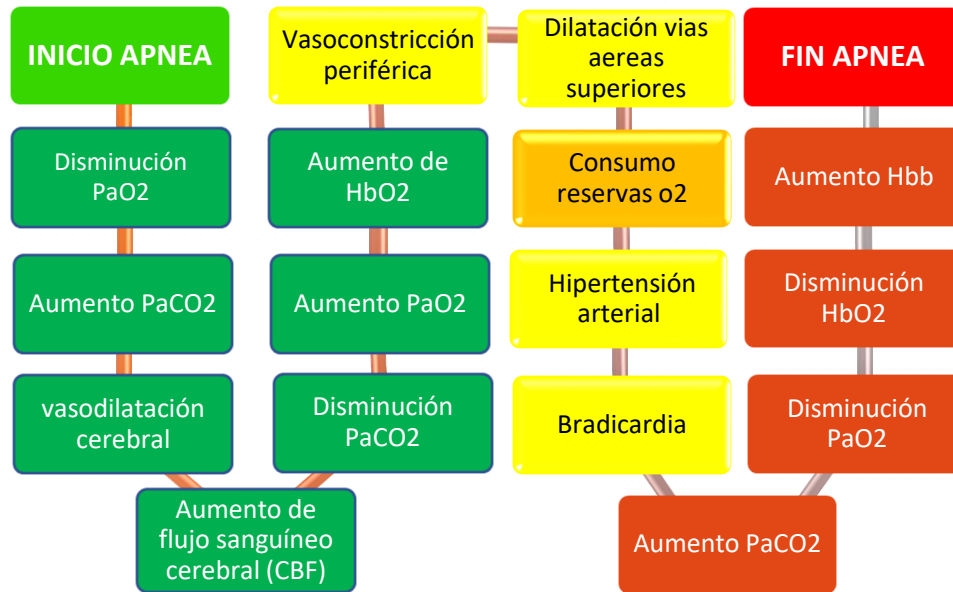 INICIO APNEA
Disminución
PaO2
Aumento PaCO2
vasodilatación
cerebral
Aumento de
flujo sanguíneo
cerebral (CBF)
Disminución
PaCO2
Aumento PaO2
Aumento de
HbO2
Vasoconstricción
periférica
Dilatación vias
aereas
superiores
Consumo
reservas o2
Hipertensión
arterial
Bradicardia
Aumento PaCO2
Disminución
PaO2
Disminución
HbO2
Aumento Hbb
FIN APNEA